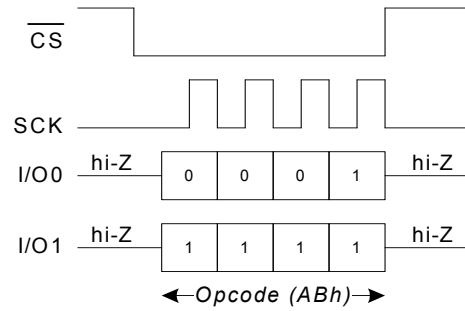 CS
SCK
hi-Z hi-Z
I/O0 0 0 0 1
hi-Z hi-Z
I/O1 1 1 1 1
Opcode (ABh)